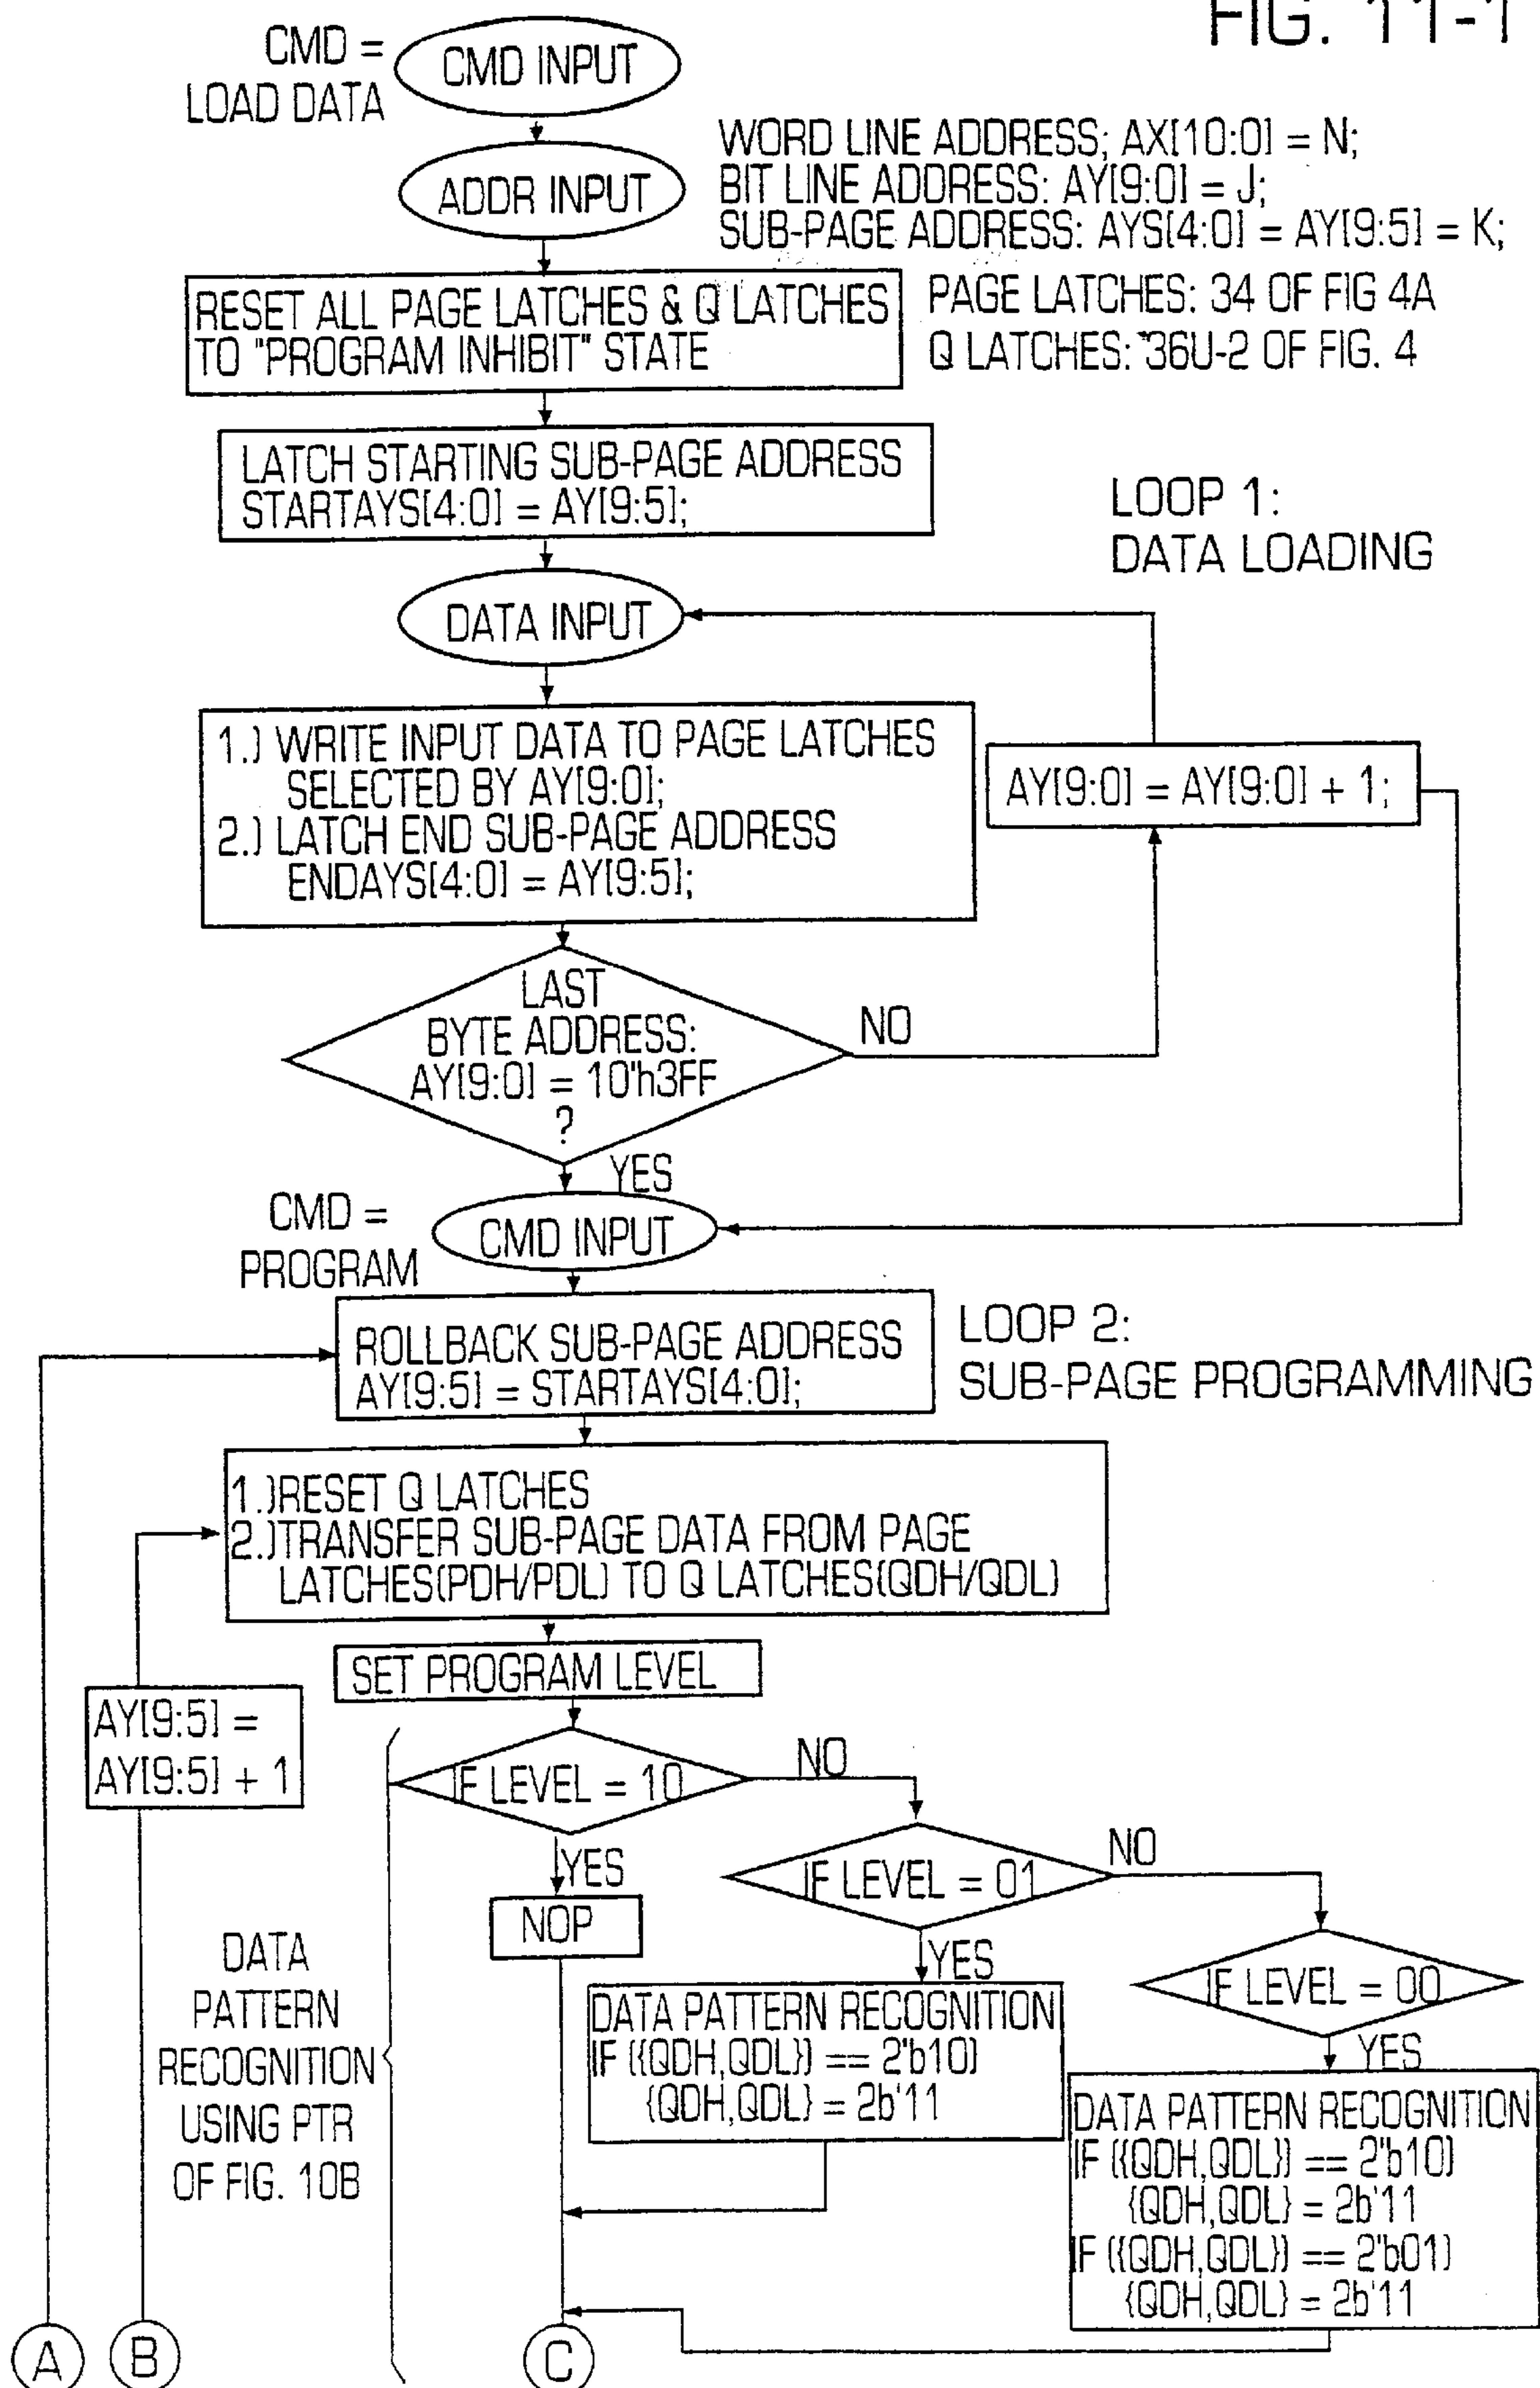 FIG. 11-1
CMD =
LOAD DATA
CMD INPUT
ADDR INPUT
WORD LINE ADDRESS; AX[10:0] = N;
BIT LINE ADDRESS: AY[9:0] = J;
SUB-PAGE ADDRESS: AYS[4:0] = AY[9:5] = K;
RESET ALL PAGE LATCHES & Q LATCHES
TO "PROGRAM INHIBIT" STATE
PAGE LATCHES: 34 OF FIG 4A
Q LATCHES: 36U-2 OF FIG. 4
LATCH STARTING SUB-PAGE ADDRESS
STARTAYS[4:0] = AY[9:5];
LOOP 1:
DATA LOADING
DATA INPUT
1.) WRITE INPUT DATA TO PAGE LATCHES
SELECTED BY AY[9:0];
2.) LATCH END SUB-PAGE ADDRESS
ENDAYS[4:0] = AY[9:5];
AY[9:0] = AY[9:0] + 1;
LAST
BYTE ADDRESS:
AY[9:0] = 10'h3FF
?
NO
YES
CMD =
PROGRAM
CMD INPUT
ROLLBACK SUB-PAGE ADDRESS
AY[9:5] = STARTAYS[4:0];
LOOP 2:
SUB-PAGE PROGRAMMING
1.)RESET Q LATCHES
2.)TRANSFER SUB-PAGE DATA FROM PAGE
LATCHES(PDH/PDL) TO Q LATCHES(QDH/QDL)
SET PROGRAM LEVEL
AY[9:5] =
AY[9:5] + 1
IF LEVEL = 10
NO
YES
NOP
IF LEVEL = 01
NO
YES
IF LEVEL = 00
YES
DATA
PATTERN
RECOGNITION
USING PTR
OF FIG. 10B
DATA PATTERN RECOGNITION
IF ({QDH,QDL}) == 2'b10)
{QDH,QDL} = 2b'11
DATA PATTERN RECOGNITION
IF ({QDH,QDL}) == 2'b10)
{QDH,QDL} = 2b'11
IF ({QDH,QDL}) == 2'b01)
{QDH,QDL} = 2b'11
A
B
C